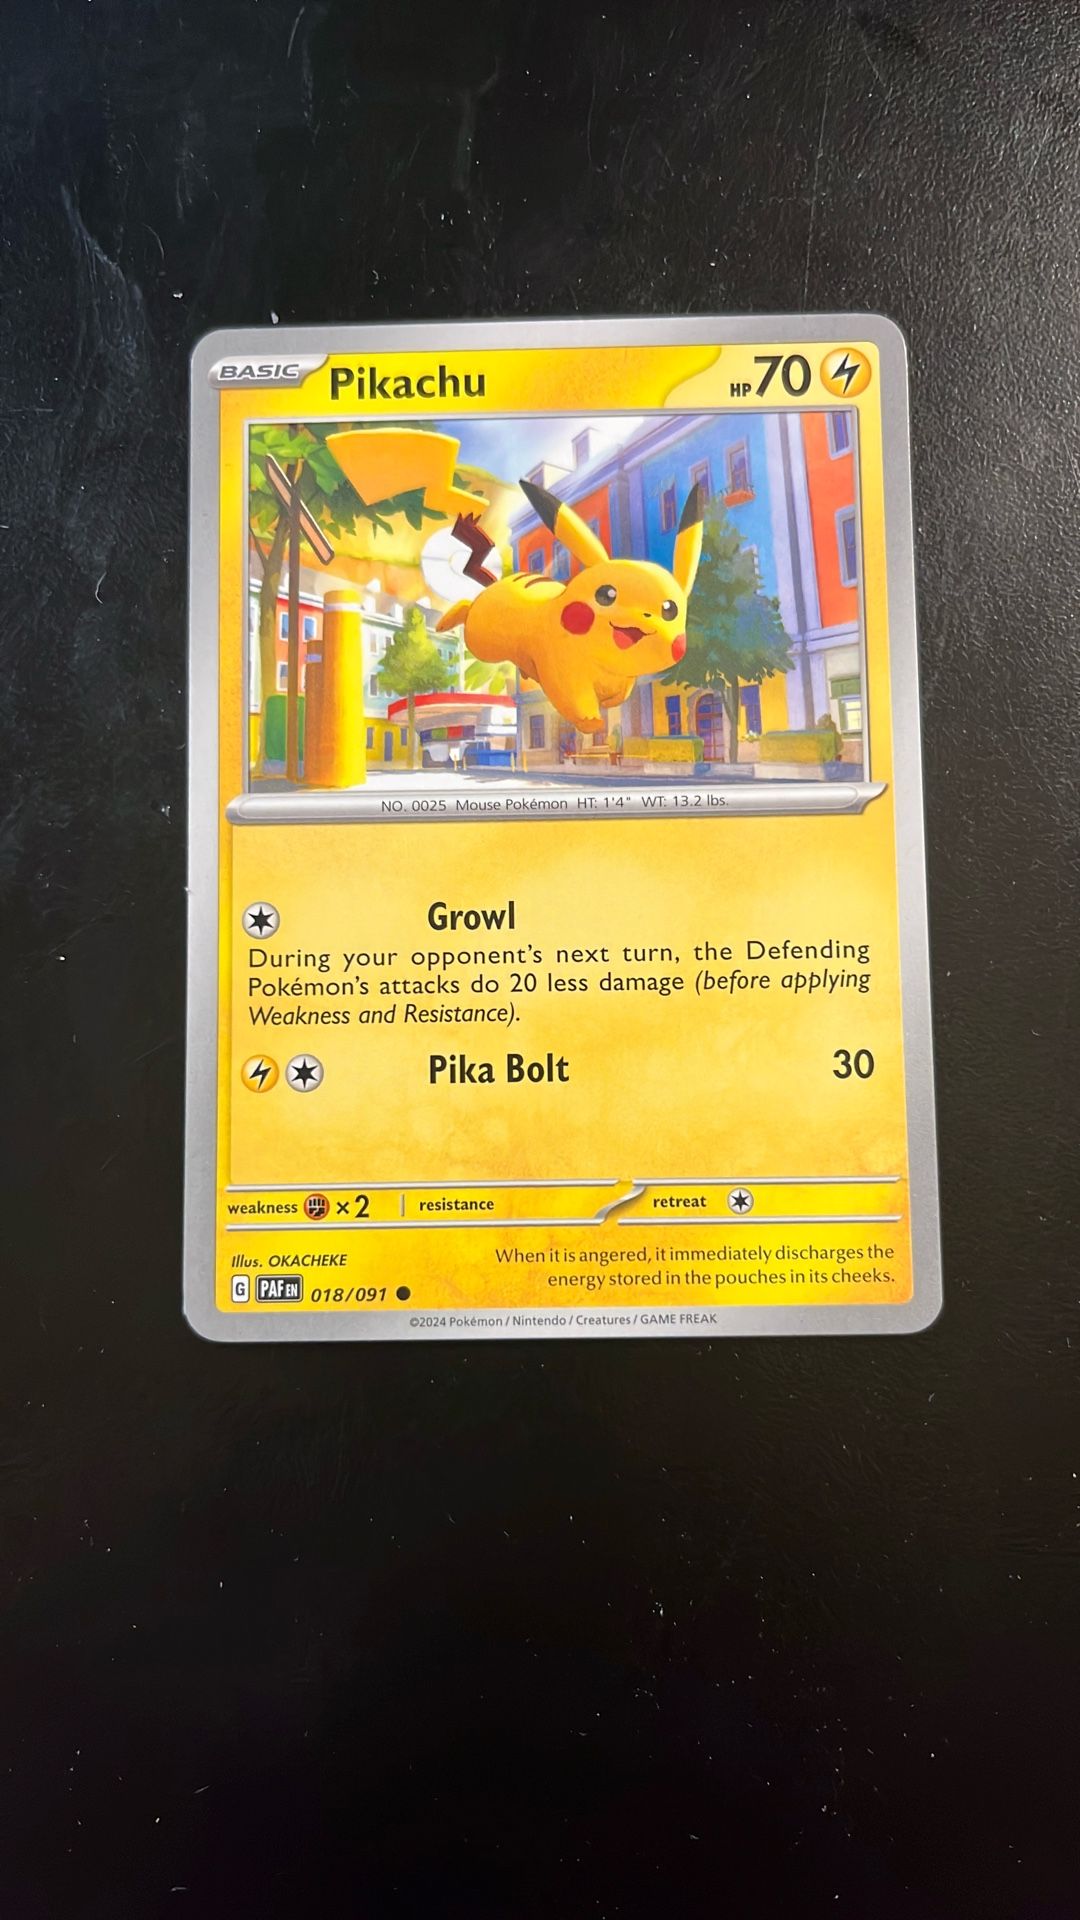 BASIC Pikachu HP 70
NO. 0025 Mouse Pokémon HT: 1'4" WT: 13.2 lbs.
Growl
During your opponent's next turn, the Defending
Pokémon's attacks do 20 less damage (before applying
Weakness and Resistance).
Pika Bolt 30
weakness ×2 resistance retreat
Illus. OKACHEKE
When it is angered, it immediately discharges the
energy stored in the pouches in its cheeks.
G PAF EN 018/091
©2024 Pokémon / Nintendo / Creatures / GAME FREAK